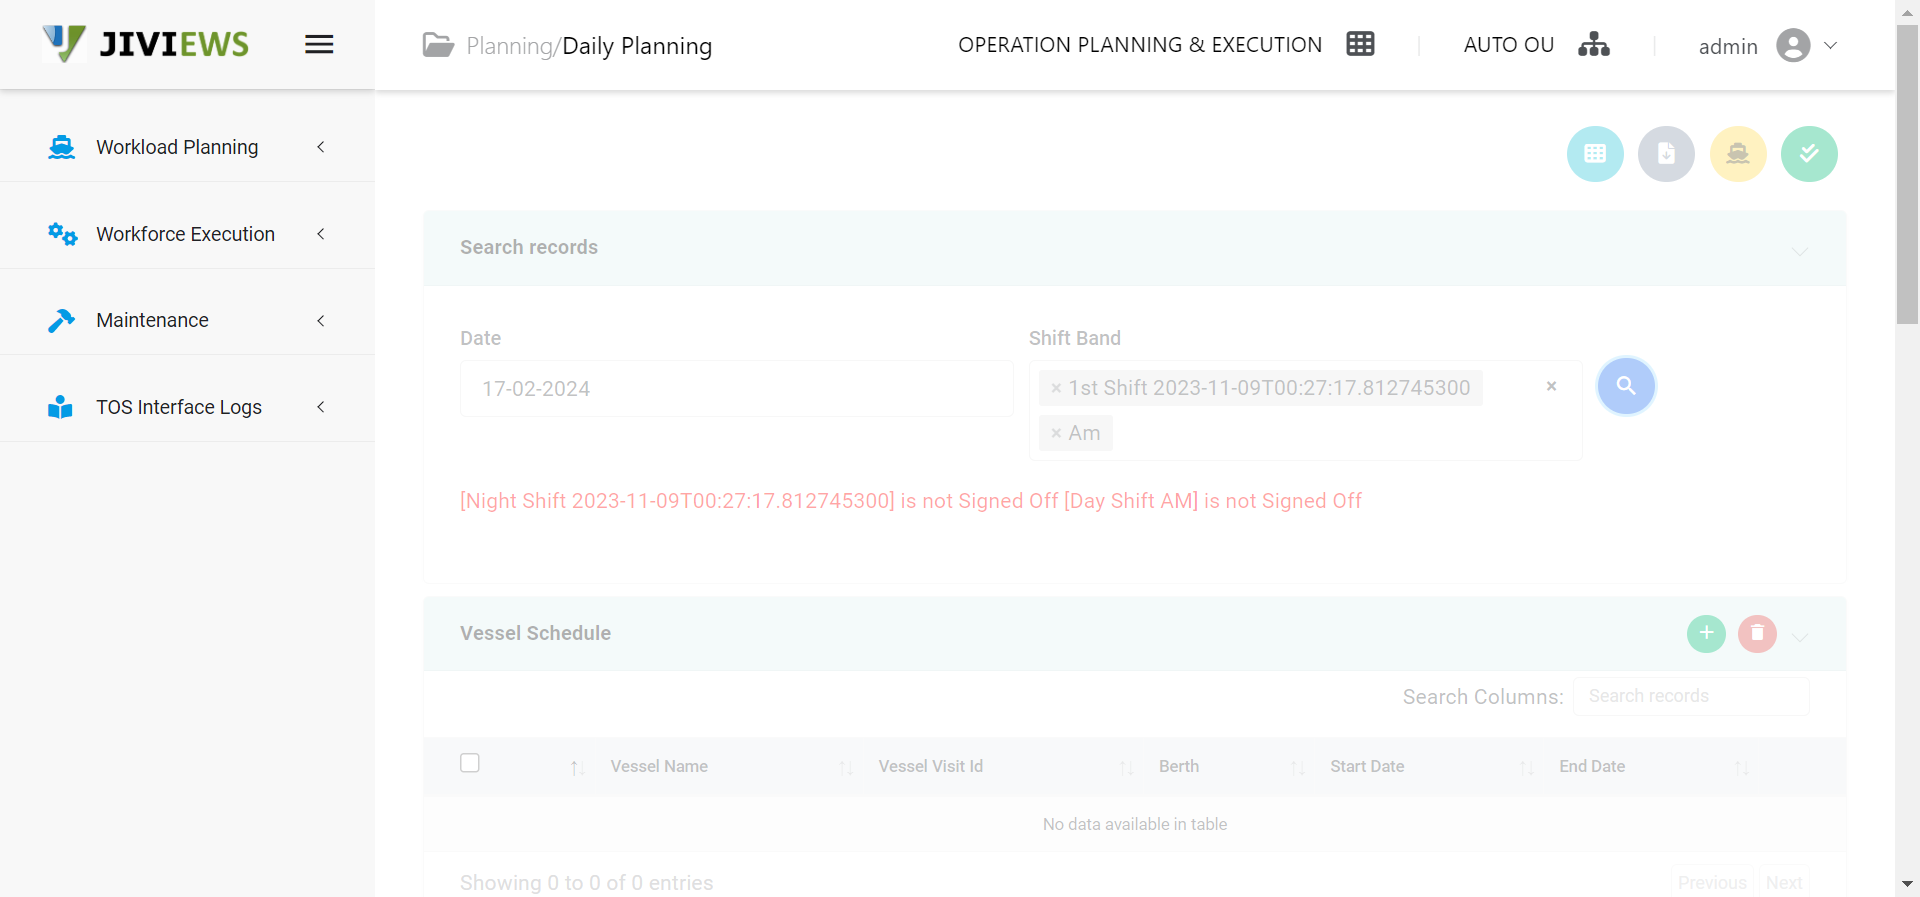 JIVIEWS
Planning/Daily Planning
OPERATION PLANNING & EXECUTION
AUTO OU
admin
Workload Planning
Workforce Execution
Maintenance
TOS Interface Logs
Search records
Date
Shift Band
17-02-2024
× 1st Shift 2023-11-09T00:27:17.812745300
×
× Am
[Night Shift 2023-11-09T00:27:17.812745300] is not Signed Off [Day Shift AM] is not Signed Off
Vessel Schedule
Search Columns: Search records
Vessel Name Vessel Visit Id Berth Start Date End Date
No data available in table
Showing 0 to 0 of 0 entries
Previous Next